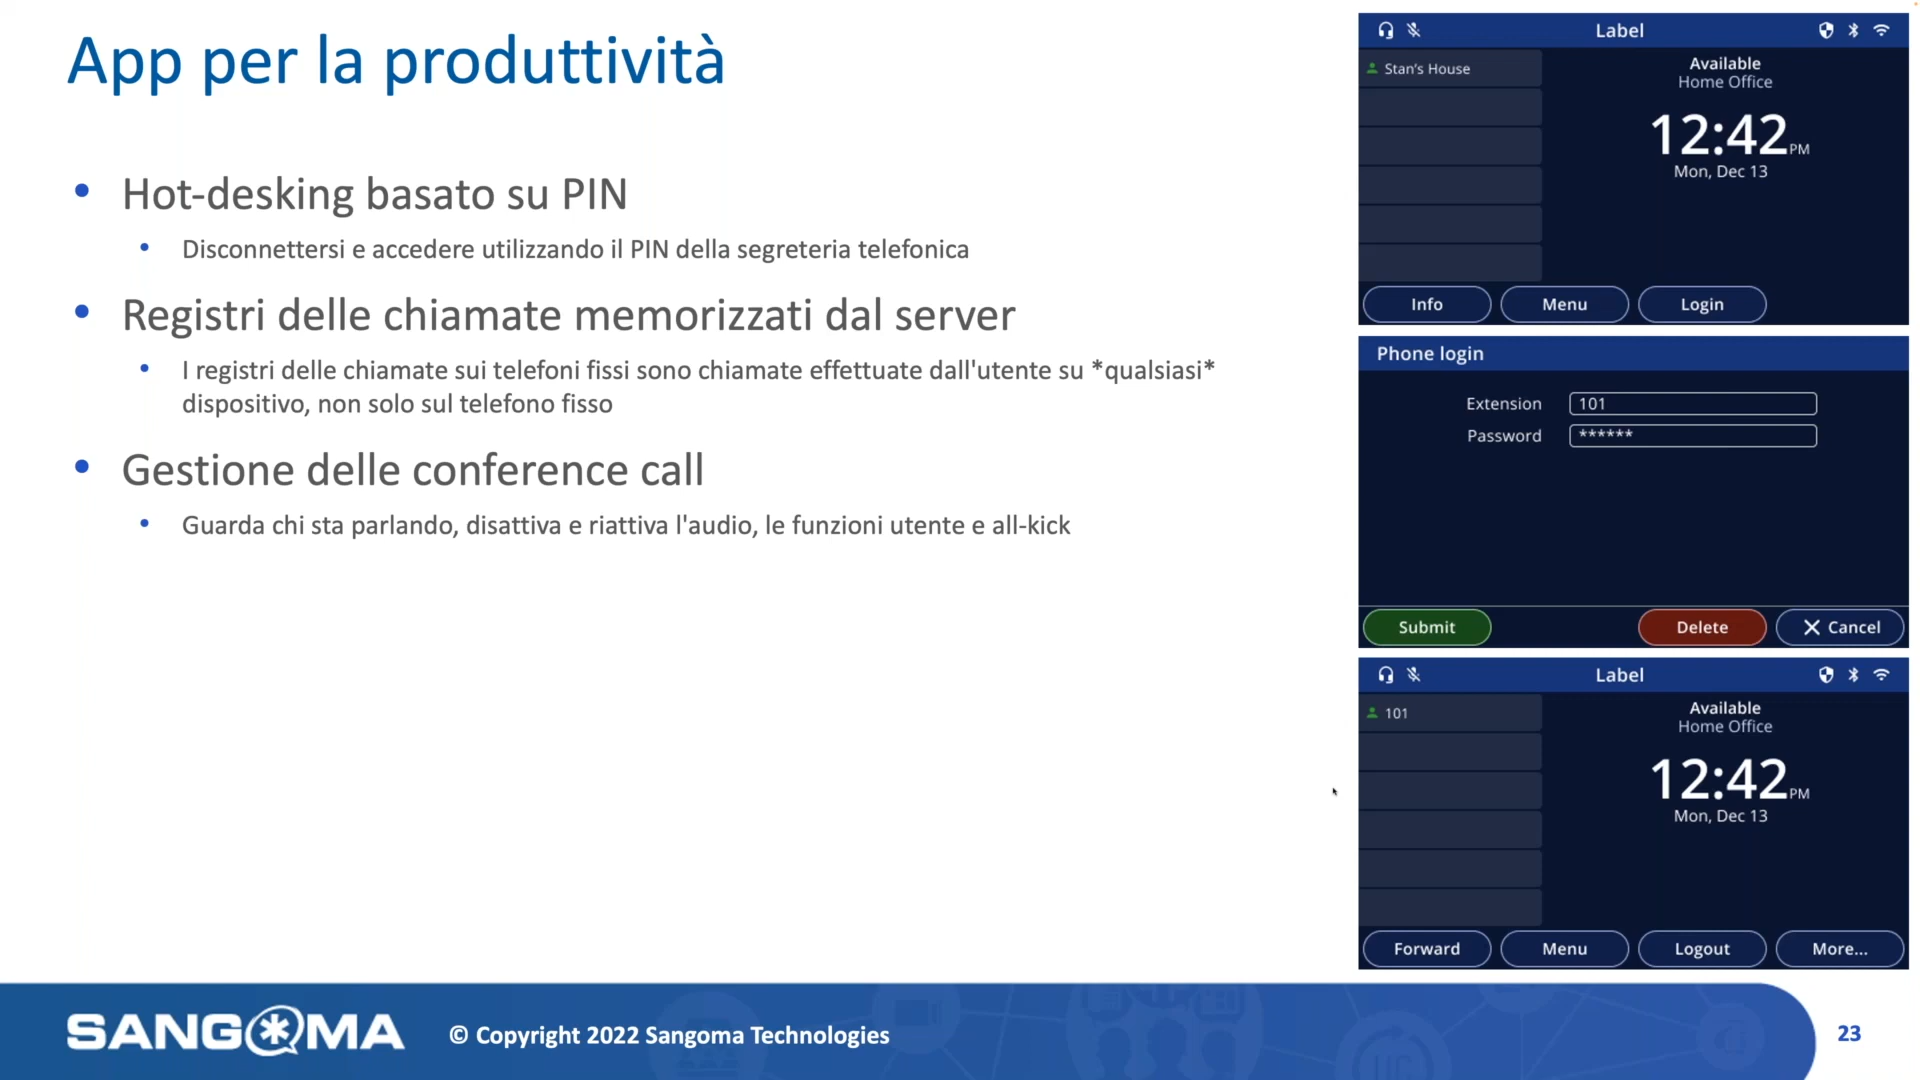 App per la produttività
• Hot-desking basato su PIN
• Disconnettersi e accedere utilizzando il PIN della segreteria telefonica
• Registri delle chiamate memorizzati dal server
• I registri delle chiamate sui telefoni fissi sono chiamate effettuate dall'utente su *qualsiasi*
dispositivo, non solo sul telefono fisso
• Gestione delle conference call
• Guarda chi sta parlando, disattiva e riattiva l'audio, le funzioni utente e all-kick
Label
Stan's House
Available
Home Office
12:42 PM
Mon, Dec 13
Info Menu Login
Phone login
Extension 101
Password ******
Submit Delete Cancel
Label
101
Available
Home Office
12:42 PM
Mon, Dec 13
Forward Menu Logout More...
SANGOMA
© Copyright 2022 Sangoma Technologies
23